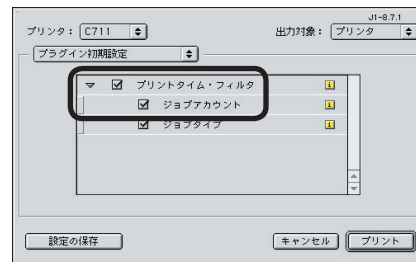 J1-8.7.1
プリンタ： C711 出力対象： プリンタ
プラグイン初期設定
プリントタイム・フィルタ
ジョブアカウント
ジョブタイプ
設定の保存 キャンセル プリント